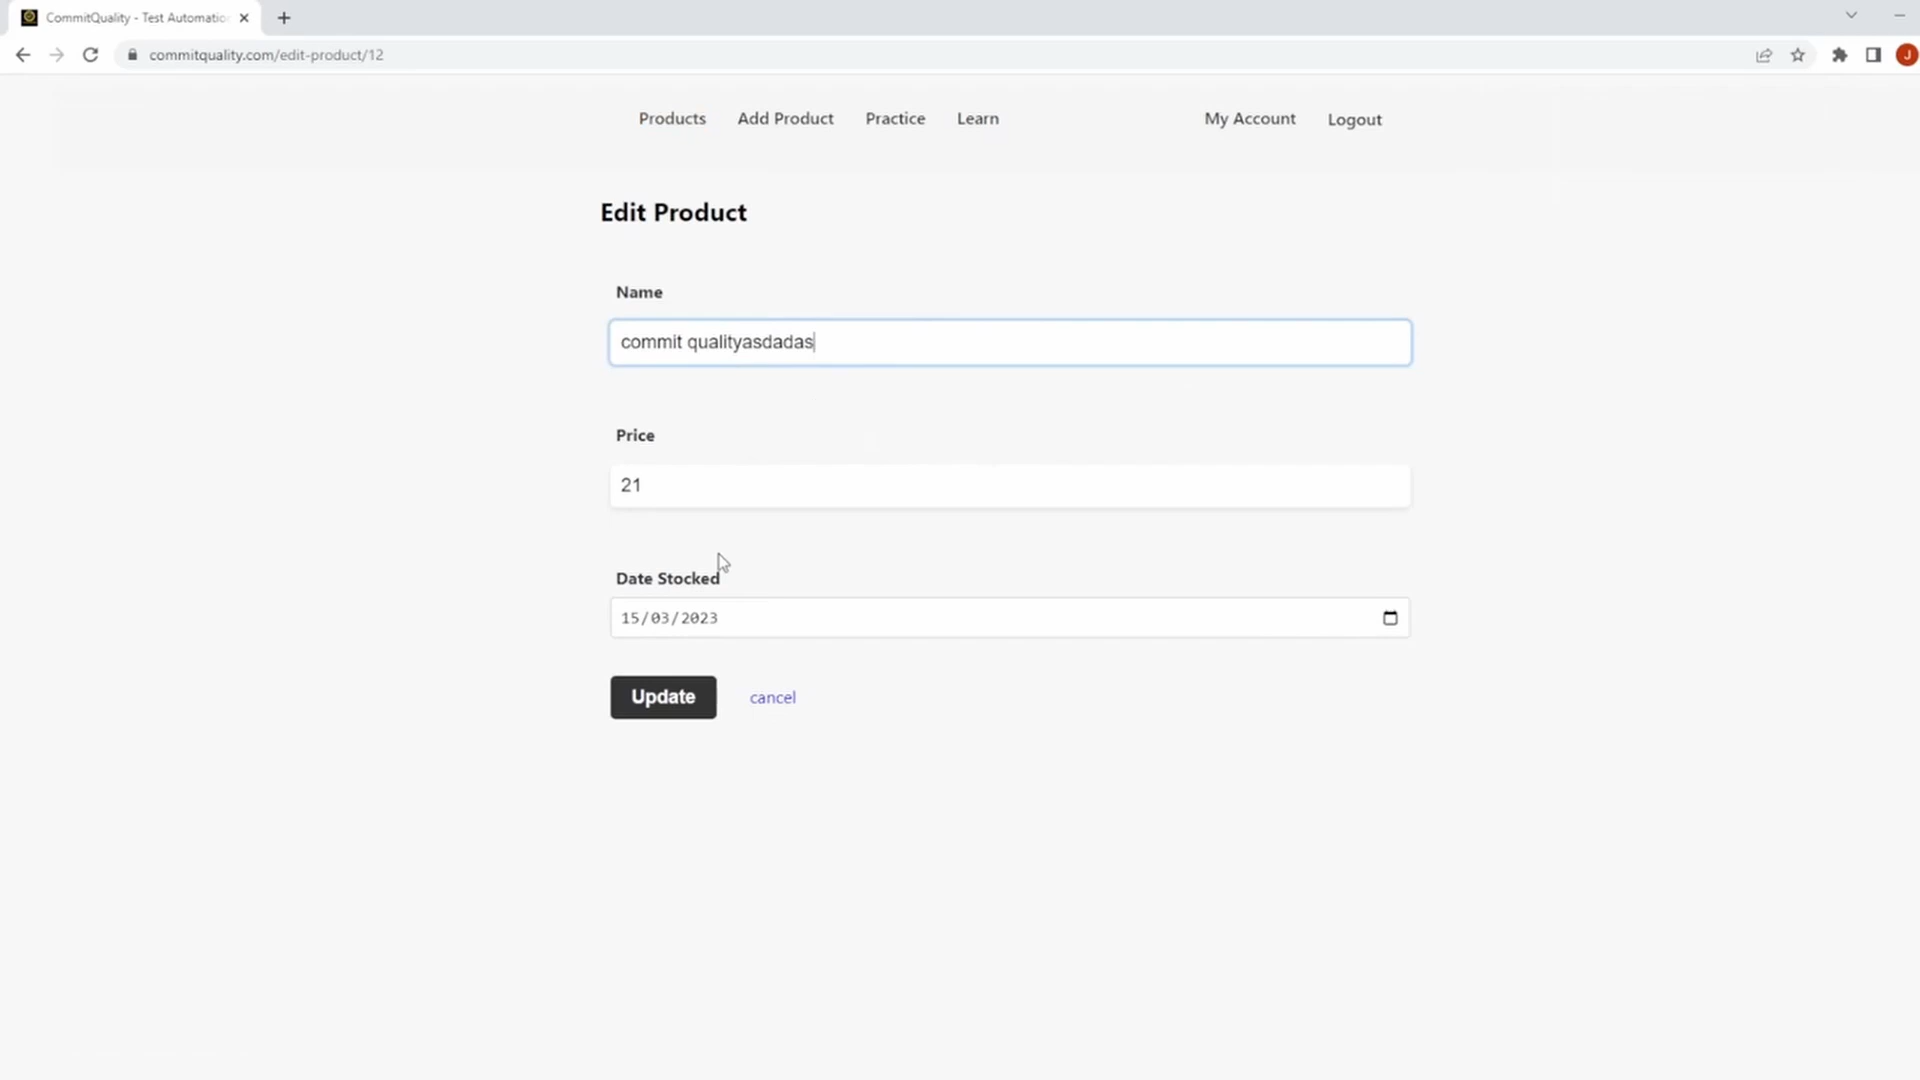 CommitQuality - Test Automatio
commitquality.com/edit-product/12
J
Products Add Product Practice Learn My Account Logout
Edit Product
Name
commit qualityasdadas
Price
21
Date Stocked
15/03/2023
Update cancel